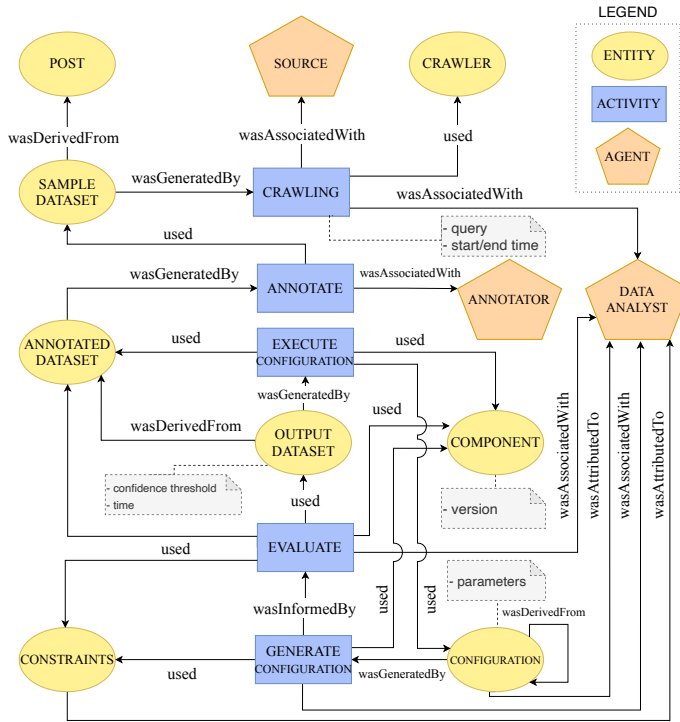 LEGEND
POST
SOURCE
CRAWLER
ENTITY
ACTIVITY
AGENT
wasDerivedFrom
wasAssociatedWith
used
SAMPLE
DATASET
wasGeneratedBy
CRAWLING
wasAssociatedWith
- query
- start/end time
used
wasGeneratedBy
ANNOTATE
wasAssociatedWith
ANNOTATOR
DATA
ANALYST
ANNOTATED
DATASET
used
EXECUTE
CONFIGURATION
used
wasGeneratedBy
wasDerivedFrom
OUTPUT
DATASET
used
COMPONENT
- confidence threshold
- time
used
- version
wasAssociatedWith
wasAttributedTo
wasAssociatedWith
wasAttributedTo
EVALUATE
used
wasInformedBy
used
used
- parameters
wasDerivedFrom
CONSTRAINTS
used
GENERATE
CONFIGURATION
wasGeneratedBy
CONFIGURATION